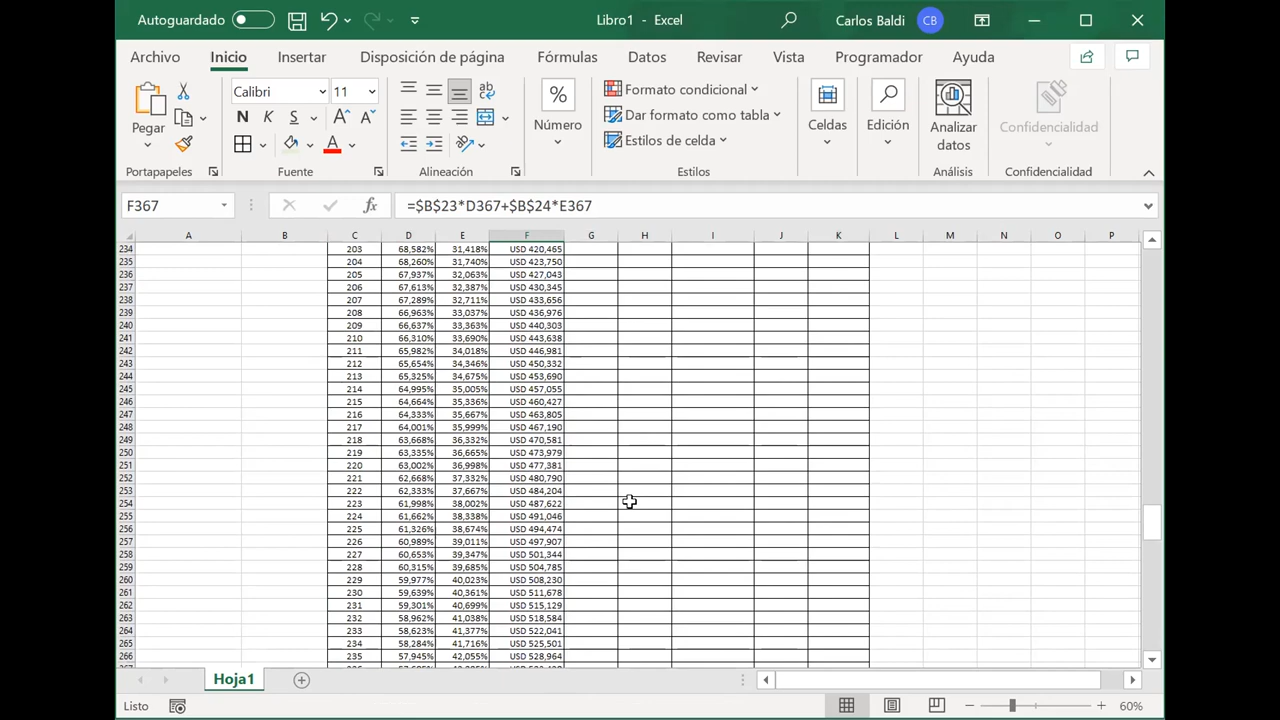 Autoguardado Libro1 - Excel Carlos Baldi CB
Archivo Inicio Insertar Disposición de página Fórmulas Datos Revisar Vista Programador Ayuda
Pegar
Portapapeles
Calibri 11
N K S A A
A
Fuente
ab
Alineación
%
Número
Formato condicional
Dar formato como tabla
Estilos de celda
Estilos
Celdas
Edición
Analizar
datos
Análisis
Confidencialidad
Confidencialidad
F367 fx =$B$23*D367+$B$24*E367
A B C D E F G H I J K L M N O P
234 203 68,582% 31,418% USD 420,465
235 204 68,260% 31,740% USD 423,750
236 205 67,937% 32,063% USD 427,043
237 206 67,613% 32,387% USD 430,345
238 207 67,289% 32,711% USD 433,656
239 208 66,963% 33,037% USD 436,976
240 209 66,637% 33,363% USD 440,303
241 210 66,310% 33,690% USD 443,638
242 211 65,982% 34,018% USD 446,981
243 212 65,654% 34,346% USD 450,332
244 213 65,325% 34,675% USD 453,690
245 214 64,995% 35,005% USD 457,055
246 215 64,664% 35,336% USD 460,427
247 216 64,333% 35,667% USD 463,805
248 217 64,001% 35,999% USD 467,190
249 218 63,668% 36,332% USD 470,581
250 219 63,335% 36,665% USD 473,979
251 220 63,002% 36,998% USD 477,381
252 221 62,668% 37,332% USD 480,790
253 222 62,333% 37,667% USD 484,204
254 223 61,998% 38,002% USD 487,622
255 224 61,662% 38,338% USD 491,046
256 225 61,326% 38,674% USD 494,474
257 226 60,989% 39,011% USD 497,907
258 227 60,653% 39,347% USD 501,344
259 228 60,315% 39,685% USD 504,785
260 229 59,977% 40,023% USD 508,230
261 230 59,639% 40,361% USD 511,678
262 231 59,301% 40,699% USD 515,129
263 232 58,962% 41,038% USD 518,584
264 233 58,623% 41,377% USD 522,041
265 234 58,284% 41,716% USD 525,501
266 235 57,945% 42,055% USD 528,964
Hoja1
Listo 60%